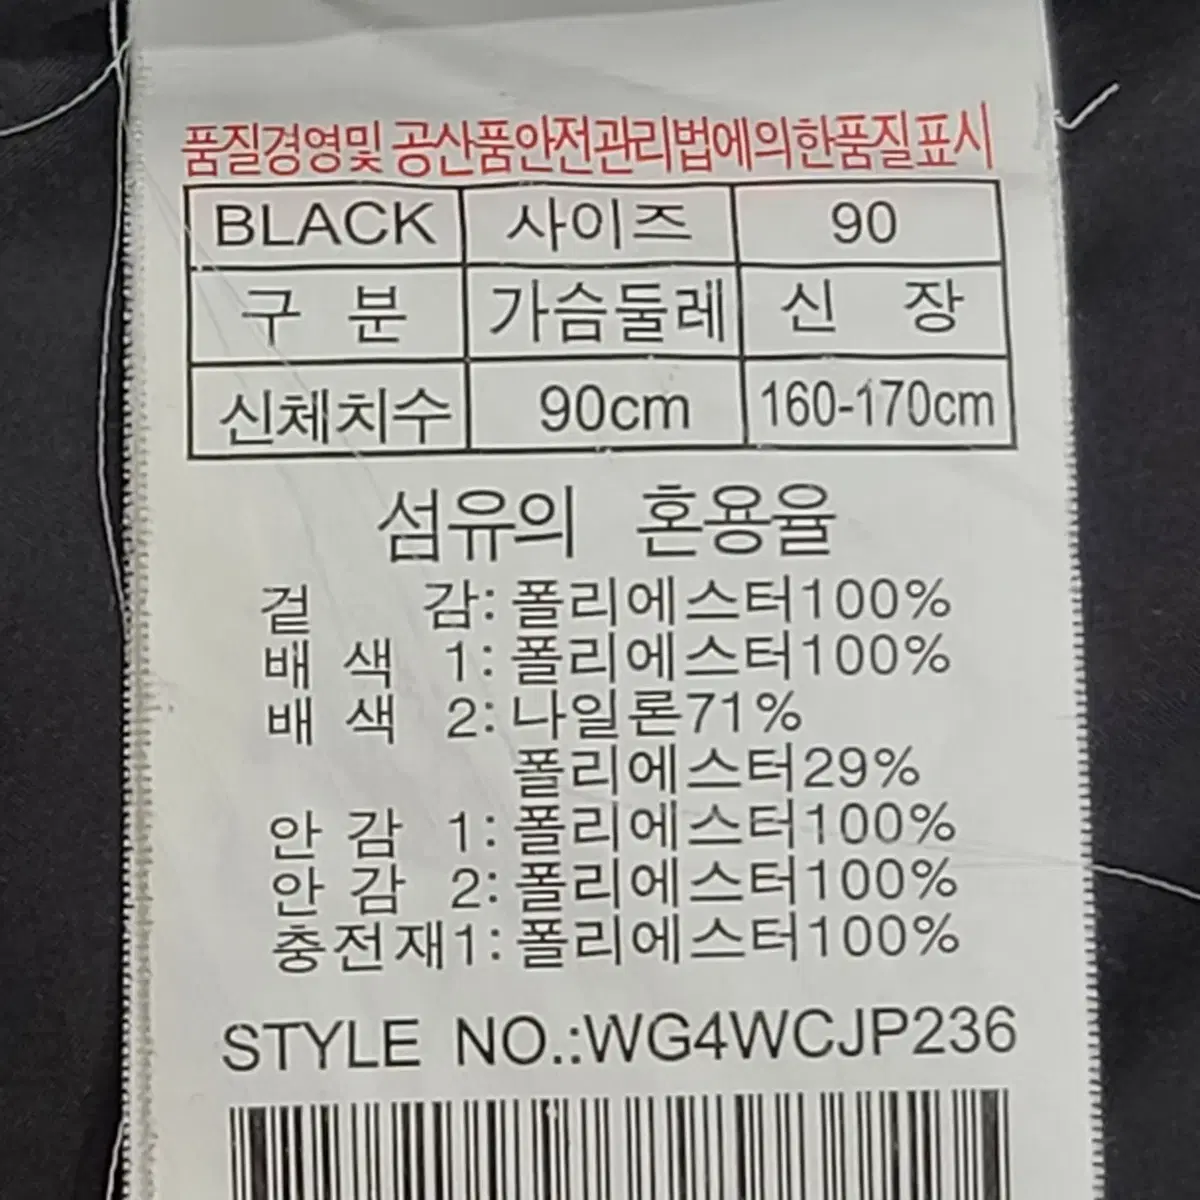 품질경영및 공산품안전관리법에의한품질표시
BLACK 사이즈 90
구 분 가슴둘레 신 장
신체치수 90cm 160-170cm
섬유의 혼용율
겉 감: 폴리에스터100%
배 색 1: 폴리에스터100%
배 색 2: 나일론71%
폴리에스터29%
안 감 1: 폴리에스터100%
안 감 2: 폴리에스터100%
충전재1: 폴리에스터100%
STYLE NO.:WG4WCJP236